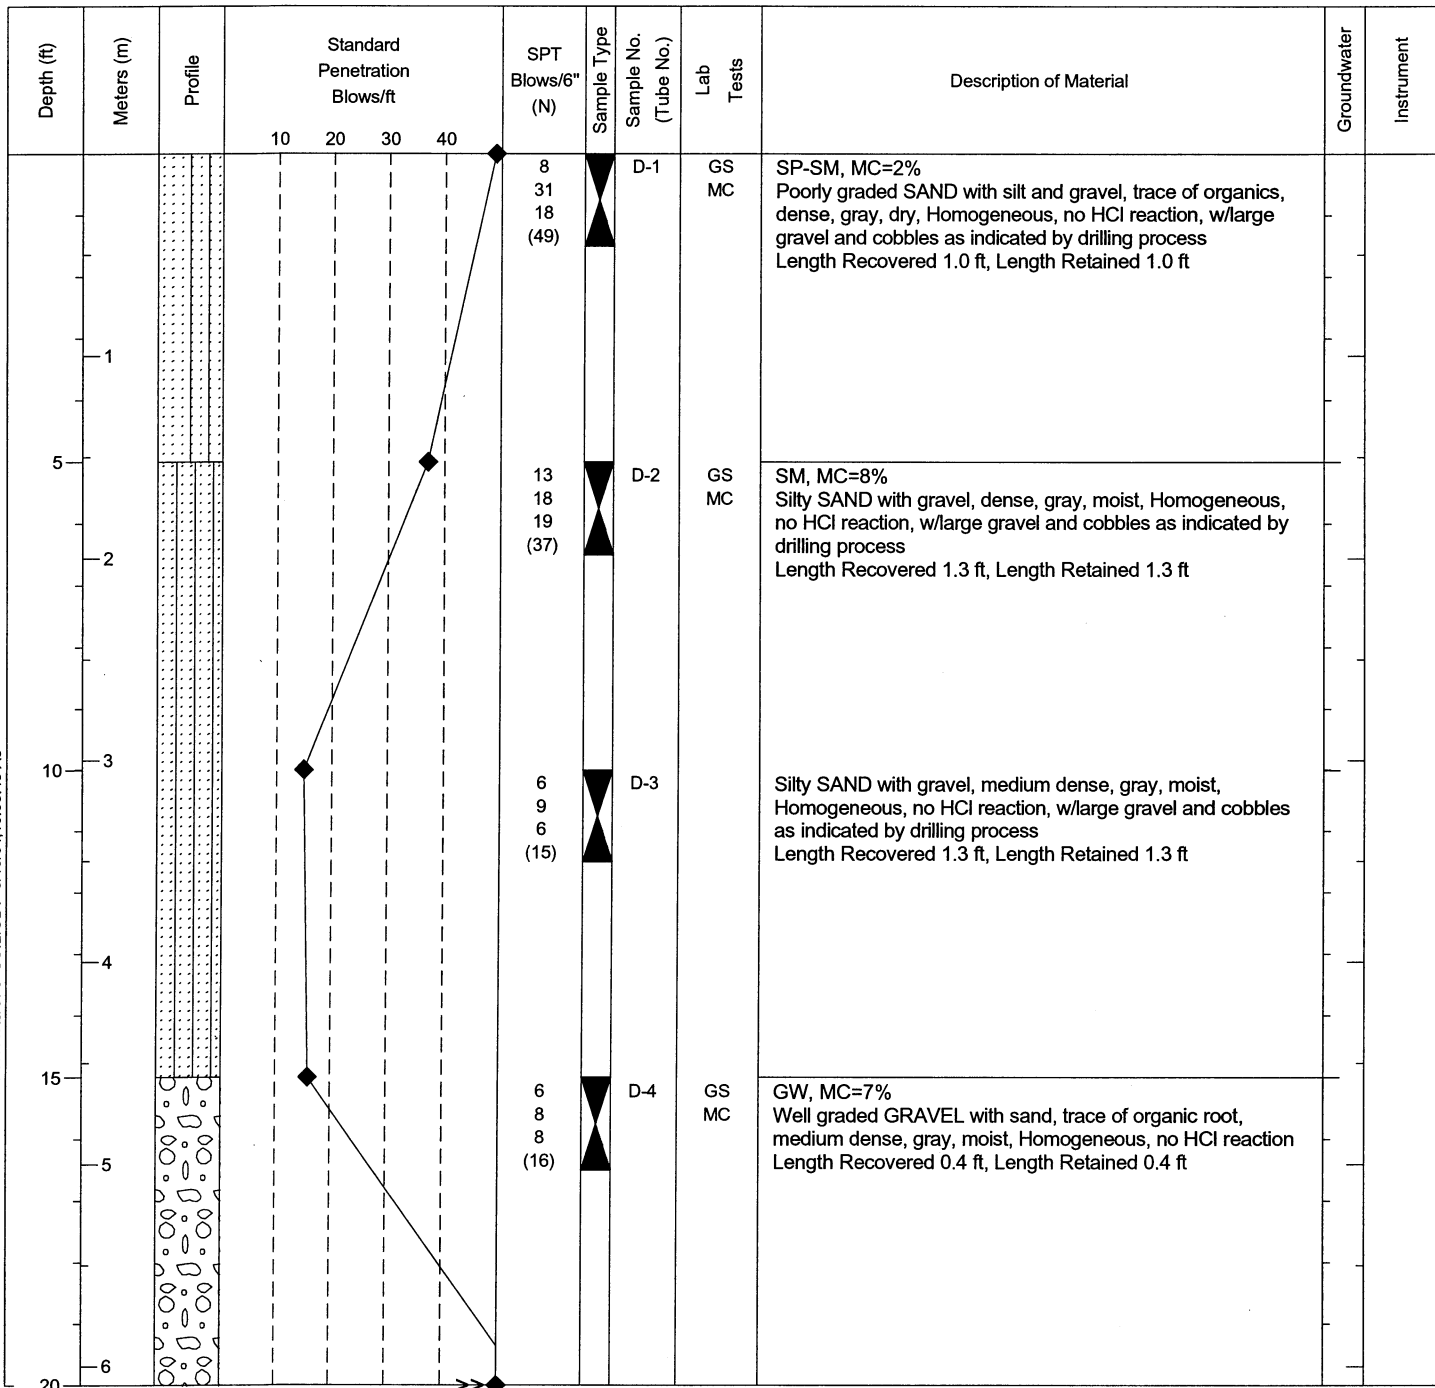 Depth (ft)
Meters (m)
Profile
Standard
Penetration
Blows/ft
10 20 30 40
SPT
Blows/6"
(N)
Sample Type
Sample No.
(Tube No.)
Lab
Tests
Description of Material
Groundwater
Instrument
8
31
18
(49)
D-1
GS
MC
SP-SM, MC=2%
Poorly graded SAND with silt and gravel, trace of organics,
dense, gray, dry, Homogeneous, no HCl reaction, w/large
gravel and cobbles as indicated by drilling process
Length Recovered 1.0 ft, Length Retained 1.0 ft
1
5
13
18
19
(37)
D-2
GS
MC
SM, MC=8%
Silty SAND with gravel, dense, gray, moist, Homogeneous,
no HCl reaction, w/large gravel and cobbles as indicated by
drilling process
Length Recovered 1.3 ft, Length Retained 1.3 ft
2
3
10
6
9
6
(15)
D-3
Silty SAND with gravel, medium dense, gray, moist,
Homogeneous, no HCl reaction, w/large gravel and cobbles
as indicated by drilling process
Length Recovered 1.3 ft, Length Retained 1.3 ft
4
15
6
8
8
(16)
D-4
GS
MC
GW, MC=7%
Well graded GRAVEL with sand, trace of organic root,
medium dense, gray, moist, Homogeneous, no HCl reaction
Length Recovered 0.4 ft, Length Retained 0.4 ft
5
6
20
>>